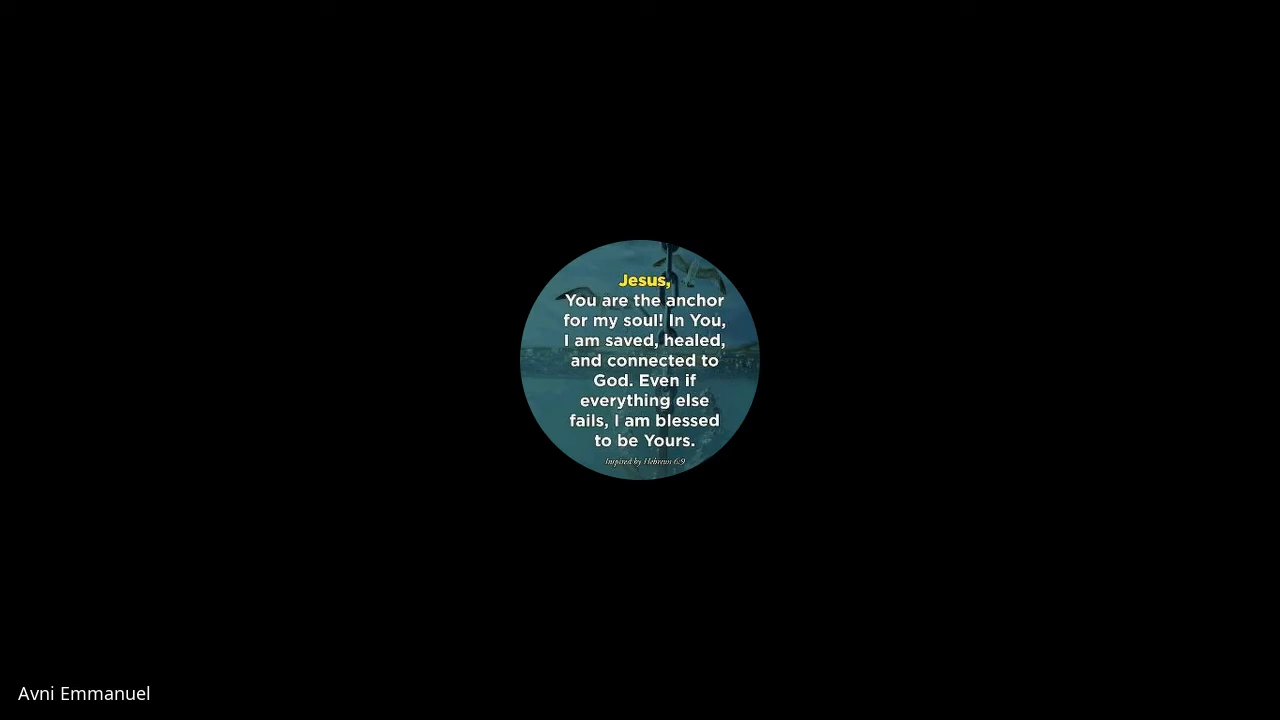 Jesus,
You are the anchor
for my soul! In You,
I am saved, healed,
and connected to
God. Even if
everything else
fails, I am blessed
to be Yours.
Inspired by Hebrews 6:9
Avni Emmanuel